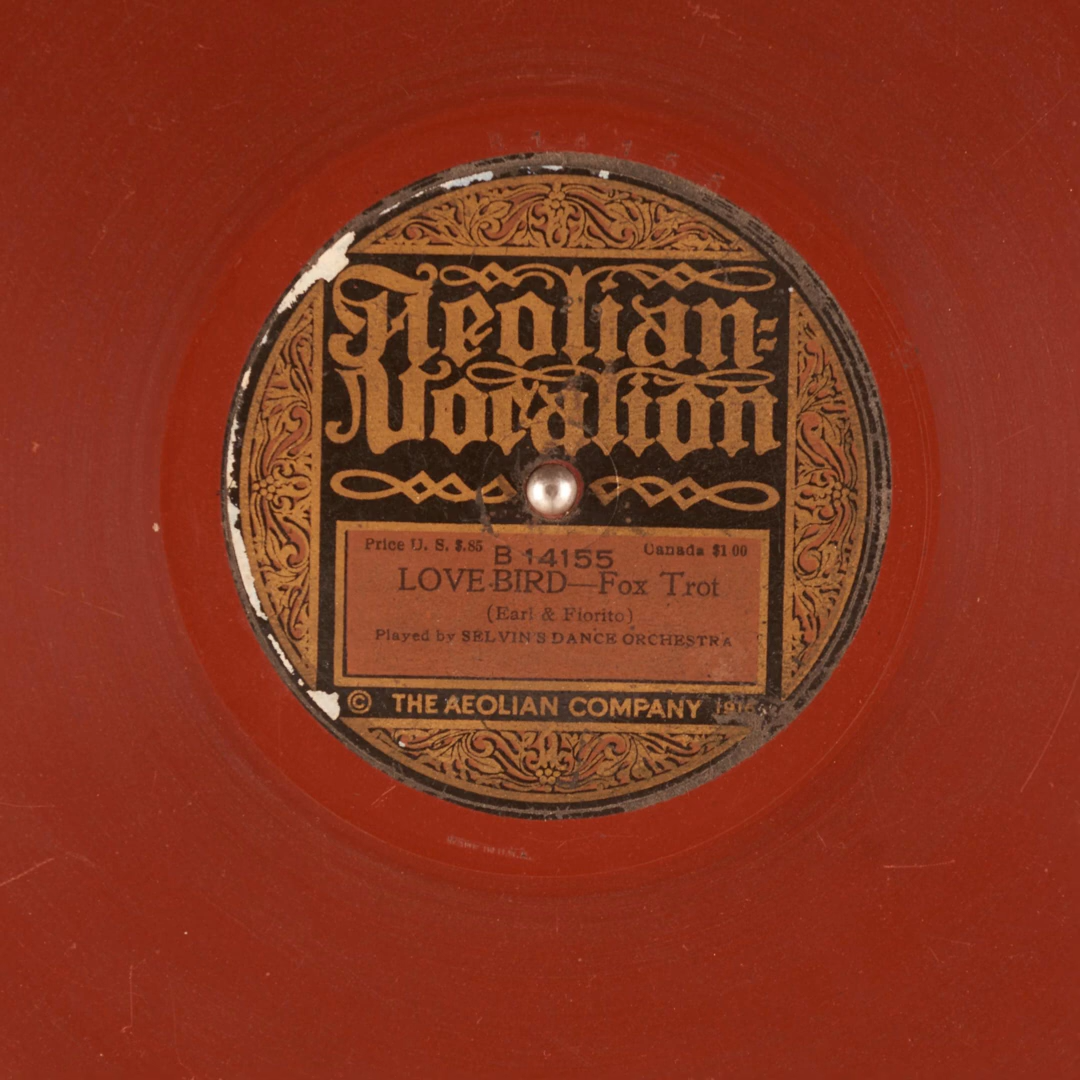 Aeolian-
Vocalion
Price U. S. $.85 B 14155 Canada $1 00
LOVE-BIRD—Fox Trot
(Earl & Fiorito)
Played by SELVIN'S DANCE ORCHESTRA
© THE AEOLIAN COMPANY